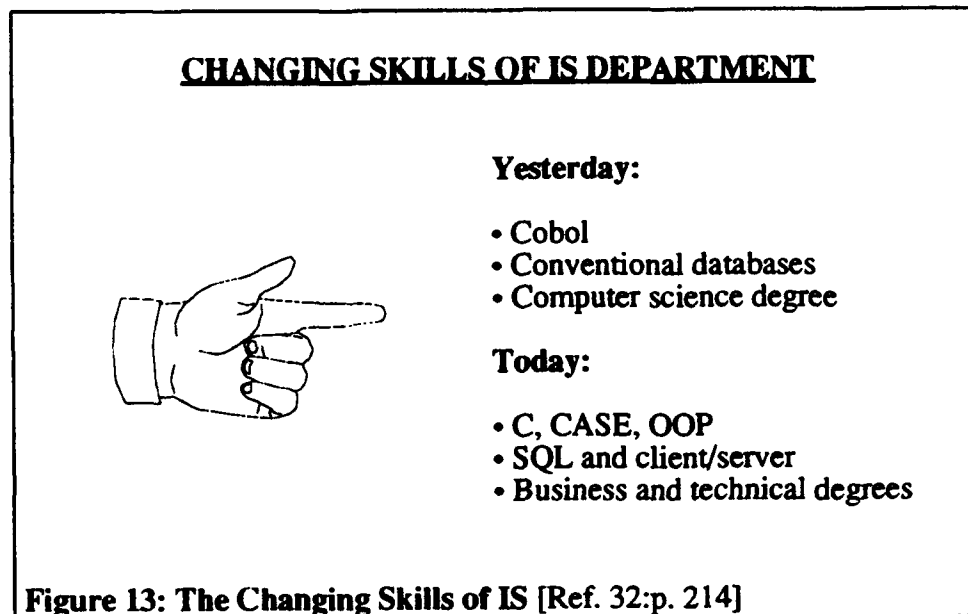 CHANGING SKILLS OF IS DEPARTMENT
Yesterday:
• Cobol
• Conventional databases
• Computer science degree
Today:
• C, CASE, OOP
• SQL and client/server
• Business and technical degrees
Figure 13: The Changing Skills of IS [Ref. 32:p. 214]